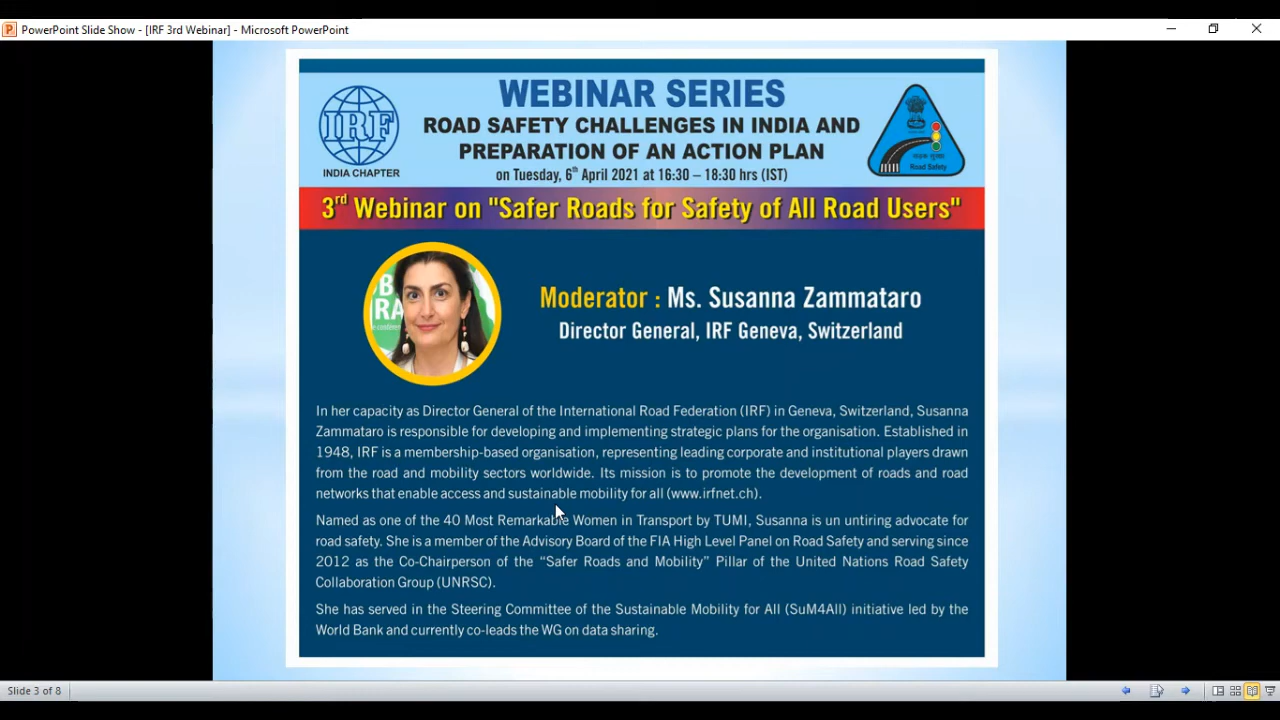 PowerPoint Slide Show - [IRF 3rd Webinar] - Microsoft PowerPoint
WEBINAR SERIES
IRF
INDIA CHAPTER
ROAD SAFETY CHALLENGES IN INDIA AND
PREPARATION OF AN ACTION PLAN
on Tuesday, 6th April 2021 at 16:30 – 18:30 hrs (IST)
सड़क सुरक्षा
Road Safety
3rd Webinar on "Safer Roads for Safety of All Road Users"
Moderator : Ms. Susanna Zammataro
Director General, IRF Geneva, Switzerland
In her capacity as Director General of the International Road Federation (IRF) in Geneva, Switzerland, Susanna
Zammataro is responsible for developing and implementing strategic plans for the organisation. Established in
1948, IRF is a membership-based organisation, representing leading corporate and institutional players drawn
from the road and mobility sectors worldwide. Its mission is to promote the development of roads and road
networks that enable access and sustainable mobility for all (www.irfnet.ch).
Named as one of the 40 Most Remarkable Women in Transport by TUMI, Susanna is un untiring advocate for
road safety. She is a member of the Advisory Board of the FIA High Level Panel on Road Safety and serving since
2012 as the Co-Chairperson of the “Safer Roads and Mobility” Pillar of the United Nations Road Safety
Collaboration Group (UNRSC).
She has served in the Steering Committee of the Sustainable Mobility for All (SuM4All) initiative led by the
World Bank and currently co-leads the WG on data sharing.
Slide 3 of 8